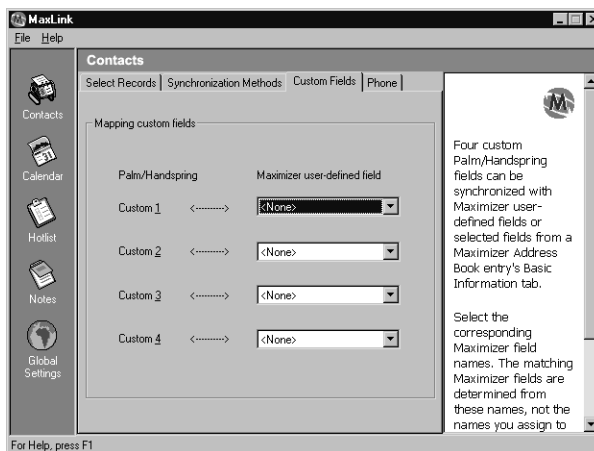 MaxLink
File Help
Contacts
Select Records Synchronization Methods Custom Fields Phone
Mapping custom fields
Palm/Handspring Maximizer user-defined field
Custom 1 <---------> <None>
Custom 2 <---------> <None>
Custom 3 <---------> <None>
Custom 4 <---------> <None>
Contacts
Calendar
Hotlist
Notes
Global
Settings
M
Four custom
Palm/Handspring
fields can be
synchronized with
Maximizer user-
defined fields or
selected fields from a
Maximizer Address
Book entry's Basic
Information tab.
Select the
corresponding
Maximizer field
names. The matching
Maximizer fields are
determined from
these names, not the
names you assign to
For Help, press F1